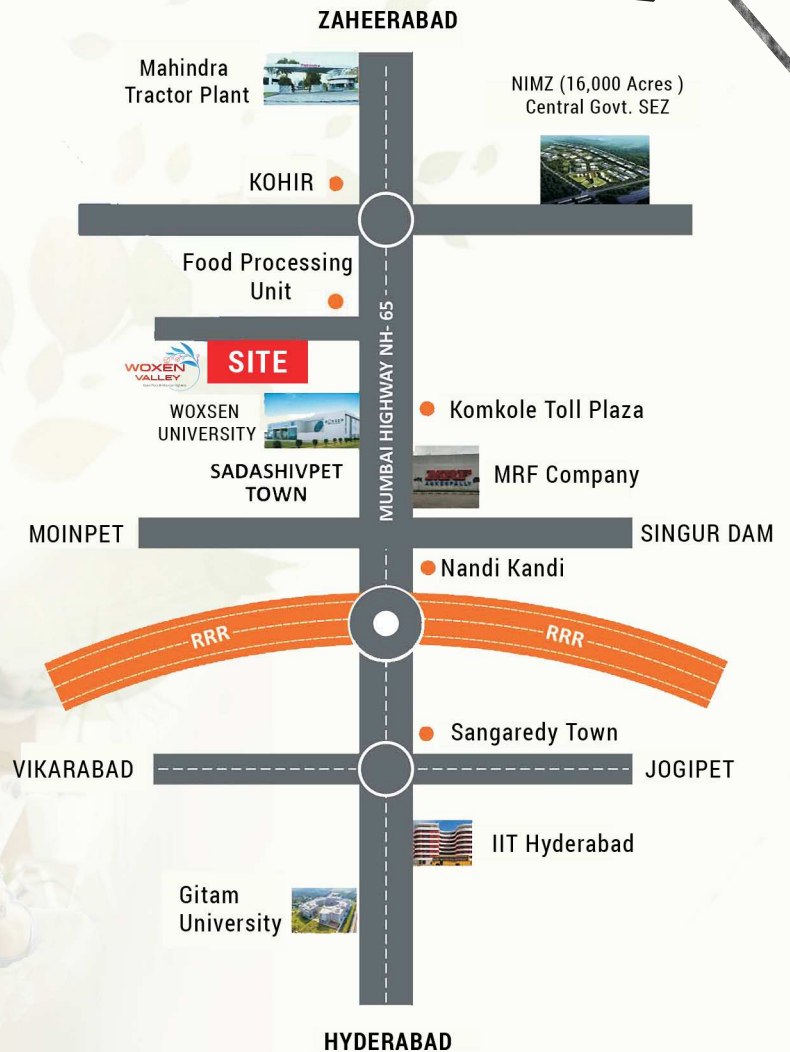 ZAHEERABAD
Mahindra
Tractor Plant
NIMZ (16,000 Acres )
Central Govt. SEZ
KOHIR
Food Processing
Unit
MUMBAI HIGHWAY NH- 65
WOXEN
VALLEY
SITE
WOXSEN
UNIVERSITY
Komkole Toll Plaza
SADASHIVPET
TOWN
MRF
MRF Company
MOINPET
SINGUR DAM
Nandi Kandi
RRR
RRR
Sangaredy Town
VIKARABAD
JOGIPET
IIT Hyderabad
Gitam
University
HYDERABAD